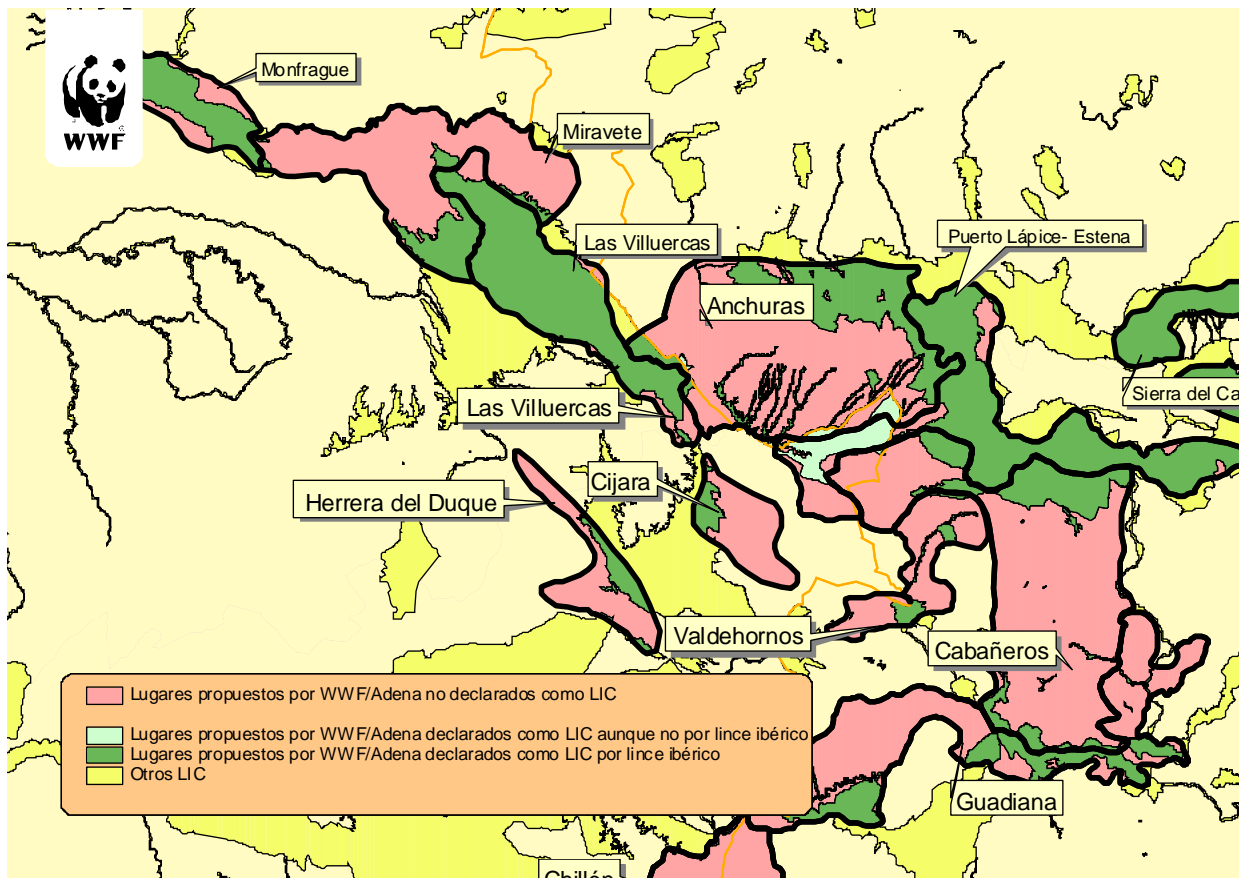 WWF
Monfrague
Miravete
Las Villuercas
Puerto Lápice- Estena
Anchuras
Sierra del Ca
Las Villuercas
Cijara
Herrera del Duque
Valdehornos
Cabañeros
Lugares propuestos por WWF/Adena no declarados como LIC
Lugares propuestos por WWF/Adena declarados como LIC aunque no por lince ibérico
Lugares propuestos por WWF/Adena declarados como LIC por lince ibérico
Otros LIC
Guadiana
Chillón